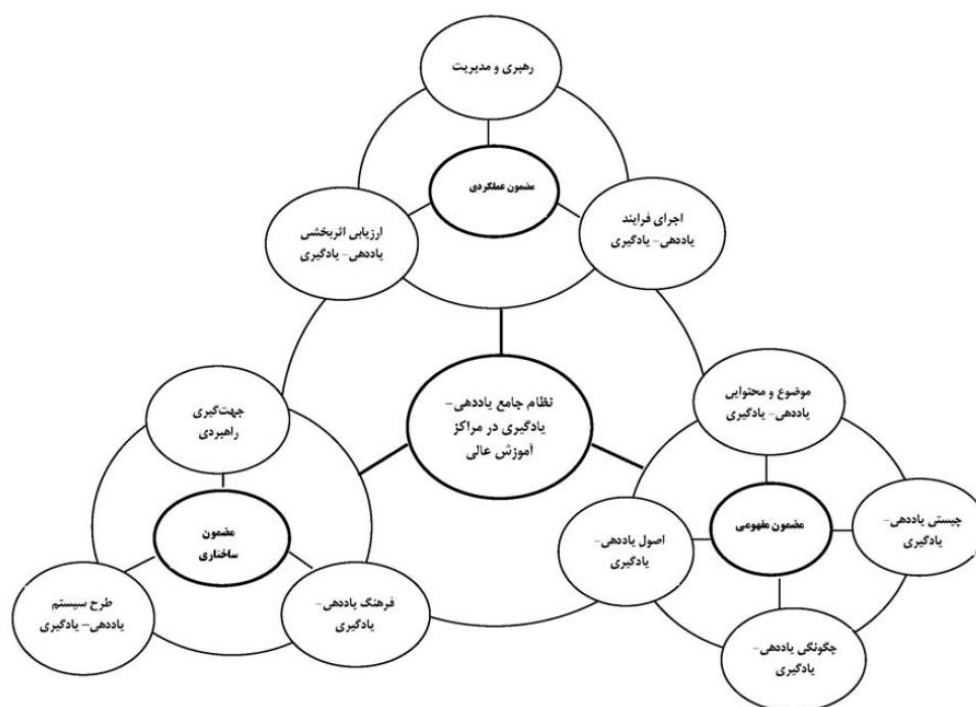 رهبری و مدیریت
مضمون عملکردی
اجرای فرایند
یاددهی- یادگیری
ارزیابی اثربخشی
یاددهی- یادگیری
نظام جامع یاددهی-
یادگیری در مراکز
آموزش عالی
موضوع و محتوایی
یاددهی- یادگیری
مضمون مفهومی
چیستی یاددهی-
یادگیری
اصول یاددهی-
یادگیری
چگونگی یاددهی-
یادگیری
جهت‌گیری
راهبردی
مضمون
ساختاری
فرهنگ یاددهی-
یادگیری
طرح سیستم
یاددهی- یادگیری